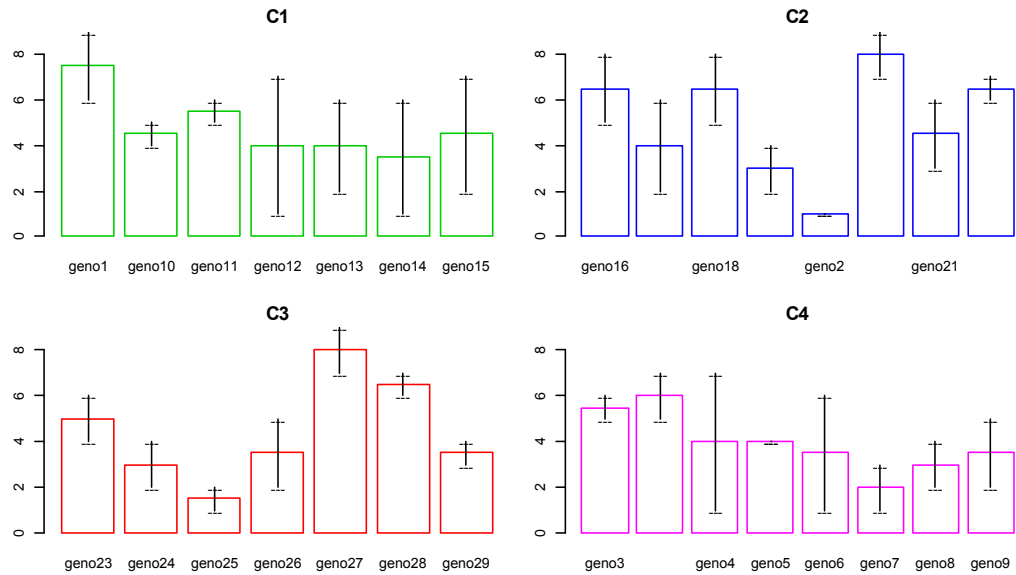 C1
8
6
4
2
0
geno1 geno10 geno11 geno12 geno13 geno14 geno15
C2
8
6
4
2
0
geno16 geno18 geno2 geno21
C3
8
6
4
2
0
geno23 geno24 geno25 geno26 geno27 geno28 geno29
C4
8
6
4
2
0
geno3 geno4 geno5 geno6 geno7 geno8 geno9